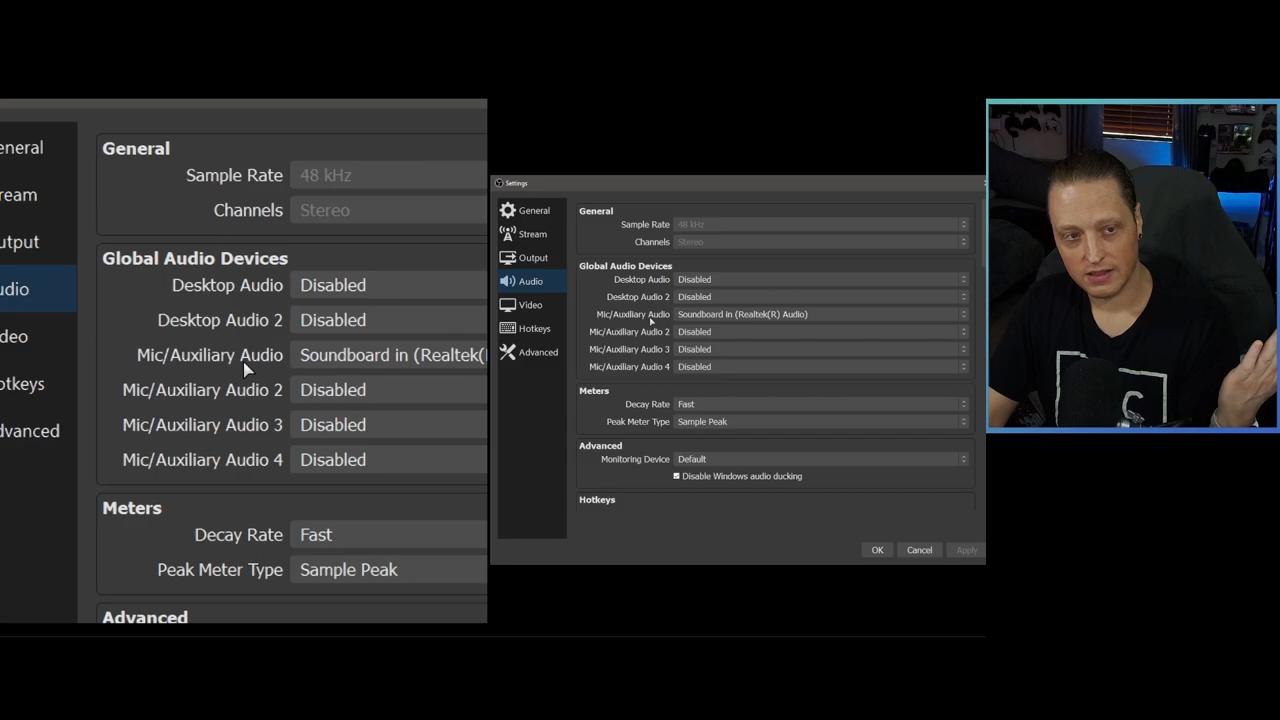 eneral
ream
utput
udio
deo
otkeys
dvanced
General
Sample Rate 48 kHz
Channels Stereo
Global Audio Devices
Desktop Audio Disabled
Desktop Audio 2 Disabled
Mic/Auxiliary Audio Soundboard in (Realtek(
Mic/Auxiliary Audio 2 Disabled
Mic/Auxiliary Audio 3 Disabled
Mic/Auxiliary Audio 4 Disabled
Meters
Decay Rate Fast
Peak Meter Type Sample Peak
Advanced
Settings
General
Stream
Output
Audio
Video
Hotkeys
Advanced
General
Sample Rate 48 kHz
Channels Stereo
Global Audio Devices
Desktop Audio Disabled
Desktop Audio 2 Disabled
Mic/Auxiliary Audio Soundboard in (Realtek(R) Audio)
Mic/Auxiliary Audio 2 Disabled
Mic/Auxiliary Audio 3 Disabled
Mic/Auxiliary Audio 4 Disabled
Meters
Decay Rate Fast
Peak Meter Type Sample Peak
Advanced
Monitoring Device Default
Disable Windows audio ducking
Hotkeys
OK Cancel Apply
C